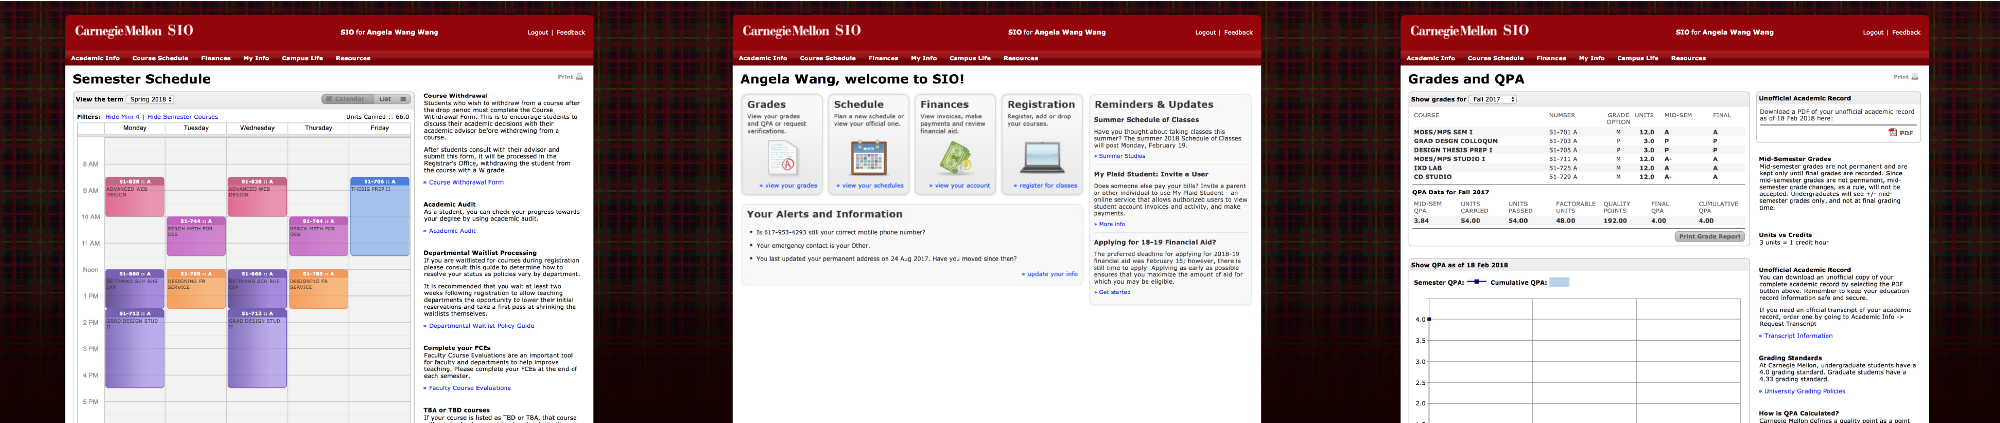 Carnegie Mellon SIO
SIO for Angela Wang Wang
Logout | Feedback
Academic Info Course Schedule Finances My Info Campus Life Resources
Semester Schedule
Print
View the term Spring 2018
Calendar List
Filters: Hide Mini 4 | Hide Semester Courses
Units Carried :: 66.0
Monday Tuesday Wednesday Thursday Friday
8 AM
9 AM
10 AM
11 AM
Noon
1 PM
2 PM
3 PM
4 PM
5 PM
51-828 :: A
ADVANCED WEB
DESIGN
51-828 :: A
ADVANCED WEB
DESIGN
51-706 :: A
THESIS PREP II
51-744 :: A
RSRCH METH FOR
DES
51-744 :: A
RSRCH METH FOR
DES
51-860 :: A
51-785 :: A
DESIGNING FR
SERVICE
51-860 :: A
51-785 :: A
DESIGNING FR
SERVICE
51-712 :: A
GRAD DESIGN STUD
II
51-712 :: A
GRAD DESIGN STUD
II
Course Withdrawal
Students who wish to withdraw from a course after
the drop period must complete the Course
Withdrawal Form. This is to encourage students to
discuss their academic decisions with their
academic advisor before withdrawing from a
course.
After students consult with their advisor and
submit this form, it will be processed in the
Registrar's Office, withdrawing the student from
the course with a W grade.
» Course Withdrawal Form
Academic Audit
As a student, you can check your progress towards
your degree by using academic audit.
» Academic Audit
Departmental Waitlist Processing
If you are waitlisted for courses during registration
please consult this guide to determine how to
resolve your status as policies vary by department.
It is recommended that you wait at least two
weeks following registration to allow teaching
departments the opportunity to lower their initial
reservations and take a first pass at shrinking the
waitlists themselves.
» Departmental Waitlist Policy Guide
Complete your FCEs
Faculty Course Evaluations are an important tool
for faculty and departments to help improve
teaching. Please complete your FCEs at the end of
each semester.
» Faculty Course Evaluations
TBA or TBD courses
If your course is listed as TBD or TBA, that course
Carnegie Mellon SIO
SIO for Angela Wang Wang
Logout | Feedback
Academic Info Course Schedule Finances My Info Campus Life Resources
Angela Wang, welcome to SIO!
Grades
View your grades
and QPA or request
verifications.
» view your grades
Schedule
Plan a new schedule or
view your official one.
» view your schedules
Finances
View invoices, make
payments and review
financial aid.
» view your account
Registration
Register, add or drop
your courses.
» register for classes
Your Alerts and Information
• Is 617-953-4293 still your correct mobile phone number?
• Your emergency contact is your Other.
• You last updated your permanent address on 24 Aug 2017. Have you moved since then?
» update your info
Reminders & Updates
Summer Schedule of Classes
Have you thought about taking classes this
summer? The summer 2018 Schedule of Classes
will post Monday, February 19.
» Summer Studies
My Plaid Student: Invite a User
Does someone else pay your bills? Invite a parent
or other individual to use My Plaid Student – an
online service that allows authorized users to view
student account invoices and activity, and make
payments.
» More info
Applying for 18-19 Financial Aid?
The preferred deadline for applying for 2018-19
financial aid was February 15; however, there is
still time to apply. Applying as early as possible
ensures that you maximize the amount of aid for
which you may be eligible.
» Get started
Carnegie Mellon SIO
SIO for Angela Wang Wang
Logout | Feedback
Academic Info Course Schedule Finances My Info Campus Life Resources
Grades and QPA
Print
Show grades for Fall 2017
COURSE NUMBER GRADE OPTION UNITS MID-SEM FINAL
MDES/MPS SEM I 51-701 A M 12.0 A A
GRAD DESGN COLLOQUM 51-703 A P 3.0 P P
DESIGN THESIS PREP I 51-705 A P 3.0 P P
MDES/MPS STUDIO I 51-711 A M 12.0 A- A
IXD LAB 51-725 A M 12.0 A A
CD STUDIO 51-729 A M 12.0 A- A
QPA Data for Fall 2017
MID-SEM QPA UNITS CARRIED UNITS PASSED FACTORABLE UNITS QUALITY POINTS FINAL QPA CUMULATIVE QPA
3.84 54.00 54.00 48.00 192.00 4.00 4.00
Print Grade Report
Show QPA as of 18 Feb 2018
Semester QPA: Cumulative QPA:
4.0
3.5
3.0
2.5
2.0
Unofficial Academic Record
Download a PDF of your unofficial academic record
as of 18 Feb 2018 here:
PDF
Mid-Semester Grades
Mid-semester grades are not permanent and are
kept only until final grades are recorded. Since
mid-semester grades are not permanent, mid-
semester grade changes, as a rule, will not be
accepted. Undergraduates will see +/- mid-
semester grades only, and not at final grading
time.
Units vs Credits
3 units = 1 credit hour
Unofficial Academic Record
You can download an unofficial copy of your
complete academic record by selecting the PDF
button above. Remember to keep your education
record information safe and secure.
If you need an official transcript of your academic
record, order one by going to Academic Info ->
Request Transcript
» Transcript Information
Grading Standards
At Carnegie Mellon, undergraduate students have a
4.0 grading standard. Graduate students have a
4.33 grading standard.
» University Grading Policies
How is QPA Calculated?
Carnegie Mellon defines a quality point as a point